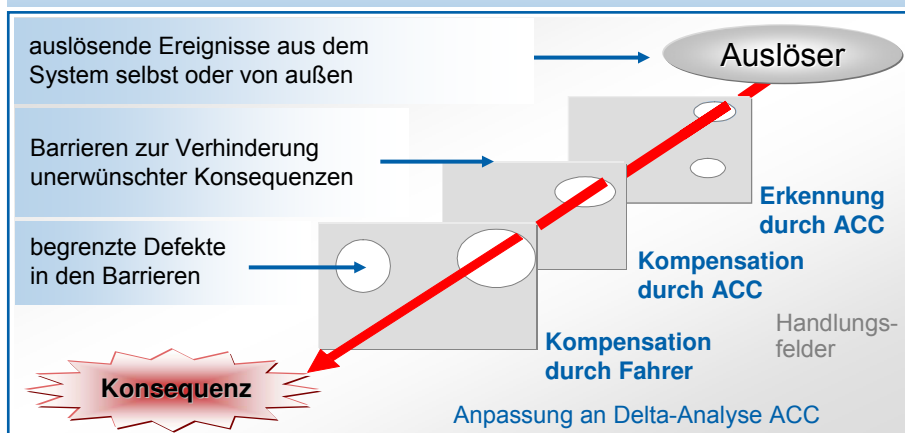 auslösende Ereignisse aus dem
System selbst oder von außen
Auslöser
Barrieren zur Verhinderung
unerwünschter Konsequenzen
Erkennung
durch ACC
begrenzte Defekte
in den Barrieren
Kompensation
durch ACC
Handlungs-
felder
Kompensation
durch Fahrer
Konsequenz
Anpassung an Delta-Analyse ACC